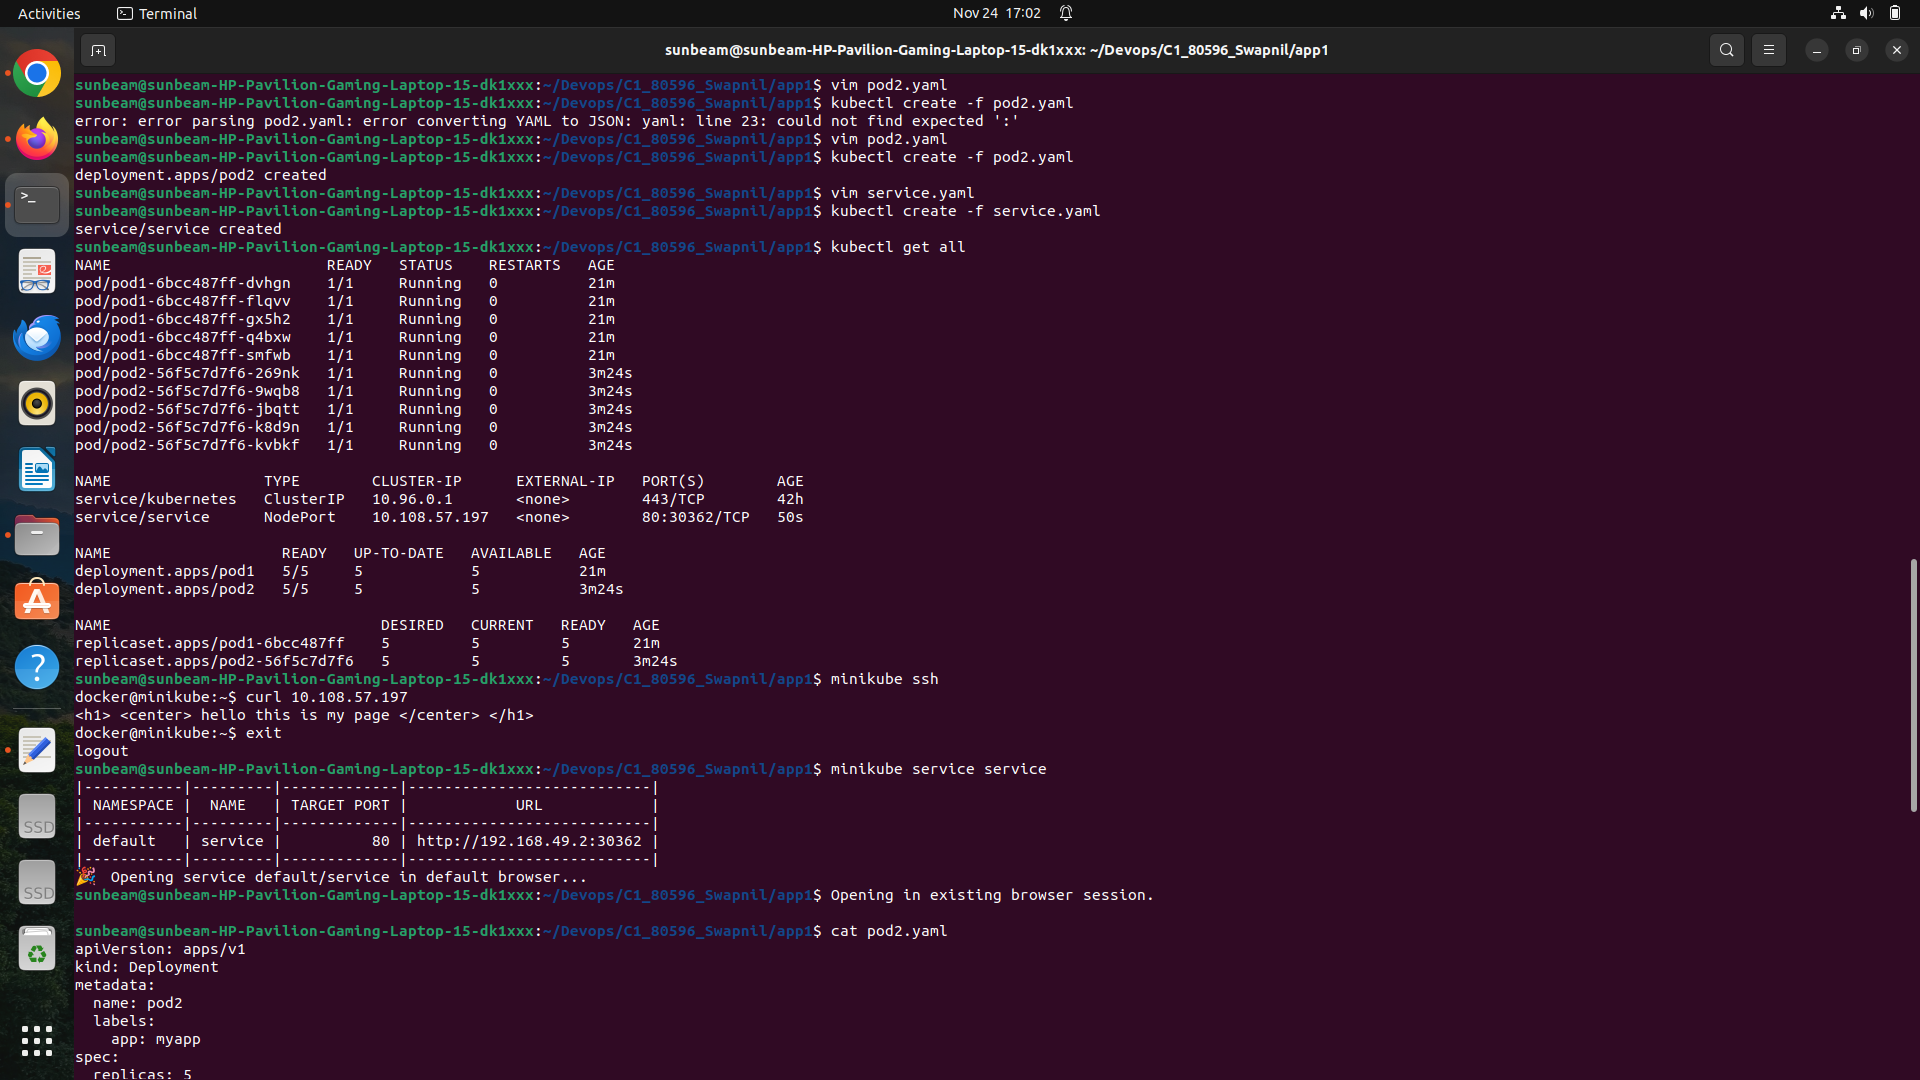 Activities
Terminal
Nov 24 17:02
sunbeam@sunbeam-HP-Pavilion-Gaming-Laptop-15-dk1xxx: ~/Devops/C1_80596_Swapnil/app1
sunbeam@sunbeam-HP-Pavilion-Gaming-Laptop-15-dk1xxx:~/Devops/C1_80596_Swapnil/app1$ vim pod2.yaml
sunbeam@sunbeam-HP-Pavilion-Gaming-Laptop-15-dk1xxx:~/Devops/C1_80596_Swapnil/app1$ kubectl create -f pod2.yaml
error: error parsing pod2.yaml: error converting YAML to JSON: yaml: line 23: could not find expected ':'
sunbeam@sunbeam-HP-Pavilion-Gaming-Laptop-15-dk1xxx:~/Devops/C1_80596_Swapnil/app1$ vim pod2.yaml
sunbeam@sunbeam-HP-Pavilion-Gaming-Laptop-15-dk1xxx:~/Devops/C1_80596_Swapnil/app1$ kubectl create -f pod2.yaml
deployment.apps/pod2 created
sunbeam@sunbeam-HP-Pavilion-Gaming-Laptop-15-dk1xxx:~/Devops/C1_80596_Swapnil/app1$ vim service.yaml
sunbeam@sunbeam-HP-Pavilion-Gaming-Laptop-15-dk1xxx:~/Devops/C1_80596_Swapnil/app1$ kubectl create -f service.yaml
service/service created
sunbeam@sunbeam-HP-Pavilion-Gaming-Laptop-15-dk1xxx:~/Devops/C1_80596_Swapnil/app1$ kubectl get all
NAME                        READY   STATUS    RESTARTS   AGE
pod/pod1-6bcc487ff-dvhgn    1/1     Running   0          21m
pod/pod1-6bcc487ff-flqvv    1/1     Running   0          21m
pod/pod1-6bcc487ff-gx5h2    1/1     Running   0          21m
pod/pod1-6bcc487ff-q4bxw    1/1     Running   0          21m
pod/pod1-6bcc487ff-smfwb    1/1     Running   0          21m
pod/pod2-56f5c7d7f6-269nk   1/1     Running   0          3m24s
pod/pod2-56f5c7d7f6-9wqb8   1/1     Running   0          3m24s
pod/pod2-56f5c7d7f6-jbqtt   1/1     Running   0          3m24s
pod/pod2-56f5c7d7f6-k8d9n   1/1     Running   0          3m24s
pod/pod2-56f5c7d7f6-kvbkf   1/1     Running   0          3m24s
NAME                 TYPE        CLUSTER-IP      EXTERNAL-IP   PORT(S)        AGE
service/kubernetes   ClusterIP   10.96.0.1       <none>        443/TCP        42h
service/service      NodePort    10.108.57.197   <none>        80:30362/TCP   50s
NAME                   READY   UP-TO-DATE   AVAILABLE   AGE
deployment.apps/pod1   5/5     5            5           21m
deployment.apps/pod2   5/5     5            5           3m24s
NAME                              DESIRED   CURRENT   READY   AGE
replicaset.apps/pod1-6bcc487ff    5         5         5       21m
replicaset.apps/pod2-56f5c7d7f6   5         5         5       3m24s
sunbeam@sunbeam-HP-Pavilion-Gaming-Laptop-15-dk1xxx:~/Devops/C1_80596_Swapnil/app1$ minikube ssh
docker@minikube:~$ curl 10.108.57.197
<h1> <center> hello this is my page </center> </h1>
docker@minikube:~$ exit
logout
sunbeam@sunbeam-HP-Pavilion-Gaming-Laptop-15-dk1xxx:~/Devops/C1_80596_Swapnil/app1$ minikube service service
|-----------|---------|-------------|---------------------------|
| NAMESPACE |  NAME   | TARGET PORT |            URL            |
|-----------|---------|-------------|---------------------------|
| default   | service |          80 | http://192.168.49.2:30362 |
|-----------|---------|-------------|---------------------------|
🎉 Opening service default/service in default browser...
sunbeam@sunbeam-HP-Pavilion-Gaming-Laptop-15-dk1xxx:~/Devops/C1_80596_Swapnil/app1$ Opening in existing browser session.
sunbeam@sunbeam-HP-Pavilion-Gaming-Laptop-15-dk1xxx:~/Devops/C1_80596_Swapnil/app1$ cat pod2.yaml
apiVersion: apps/v1
kind: Deployment
metadata:
  name: pod2
  labels:
    app: myapp
spec:
  replicas: 5
SSD
SSD